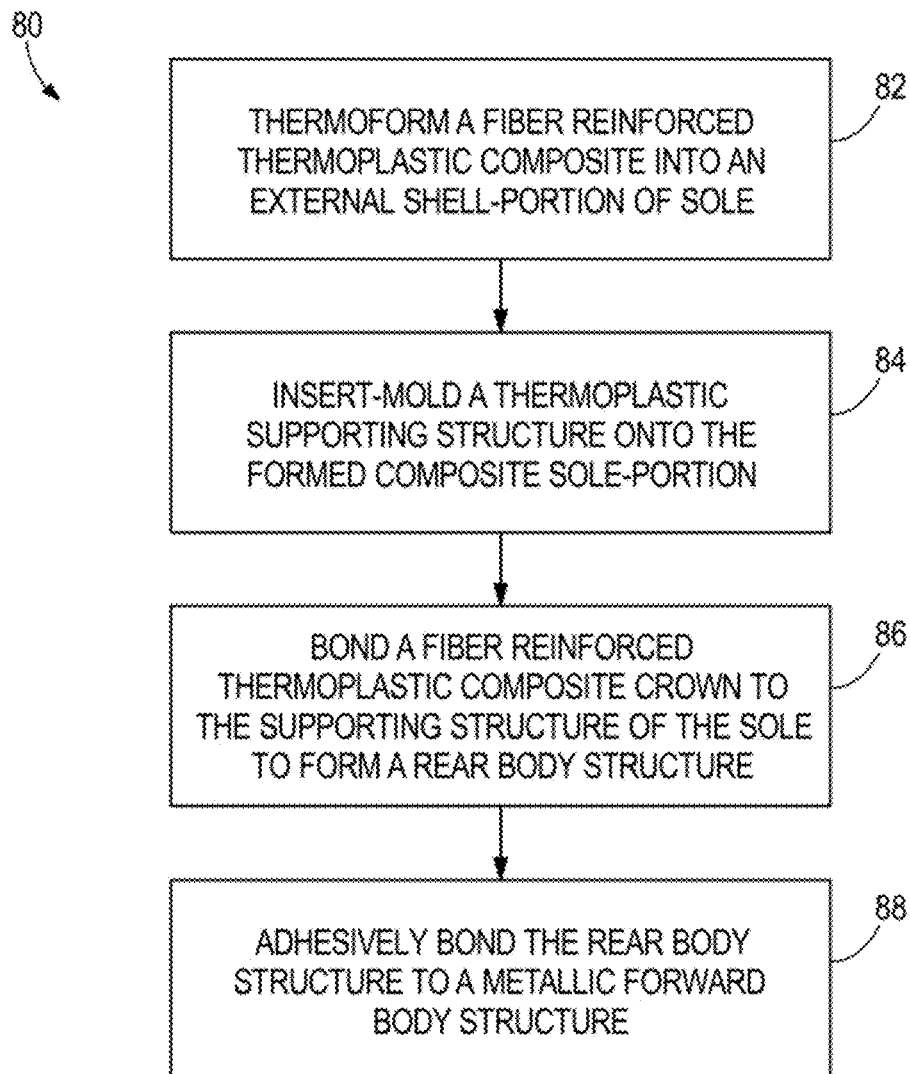 80
THERMOFORM A FIBER REINFORCED
THERMOPLASTIC COMPOSITE INTO AN
EXTERNAL SHELL-PORTION OF SOLE
82
INSERT-MOLD A THERMOPLASTIC
SUPPORTING STRUCTURE ONTO THE
FORMED COMPOSITE SOLE-PORTION
84
BOND A FIBER REINFORCED
THERMOPLASTIC COMPOSITE CROWN TO
THE SUPPORTING STRUCTURE OF THE SOLE
TO FORM A REAR BODY STRUCTURE
86
ADHESIVELY BOND THE REAR BODY
STRUCTURE TO A METALLIC FORWARD
BODY STRUCTURE
88